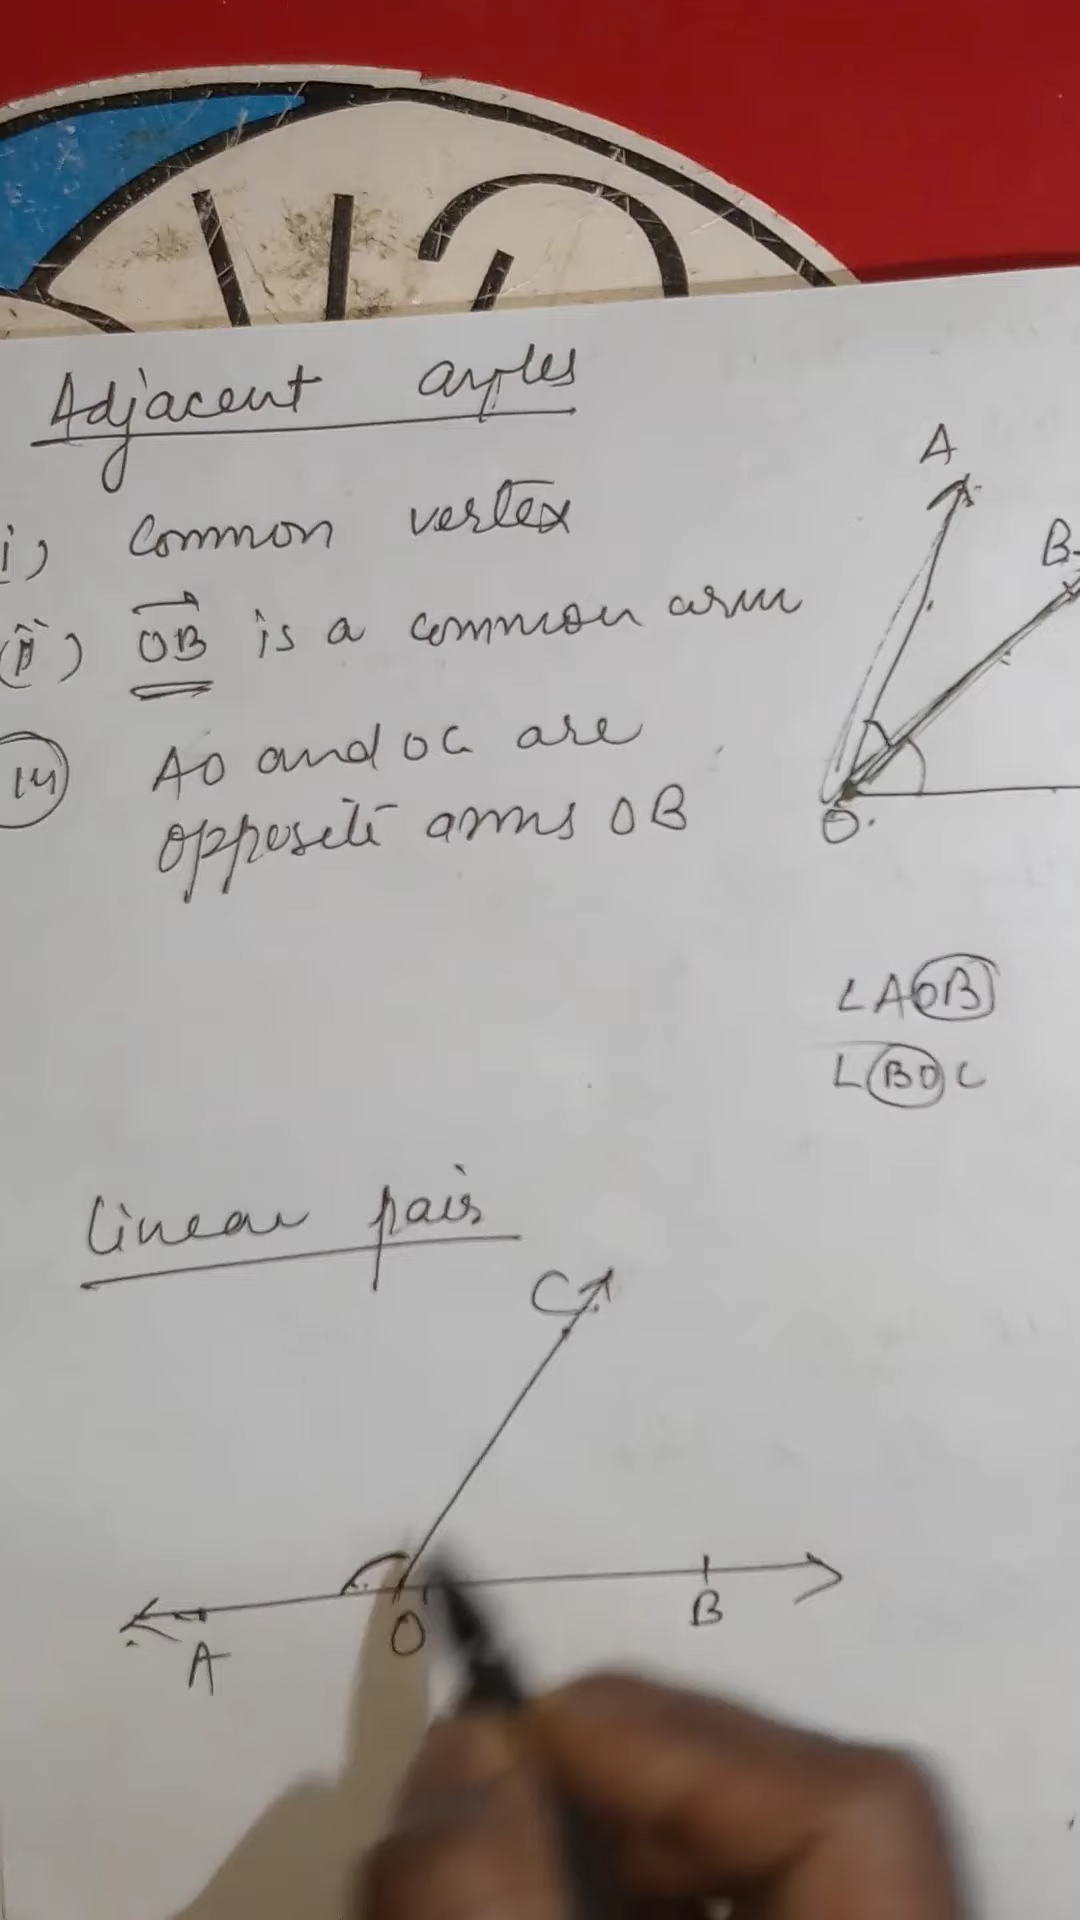 Adjacent angles
i) Common vertex
(ii) OB is a common arm
(iii) AO and OC are
opposite arms OB
A
B
O
∠AOB
∠BOC
Linear pair
C
A
O
B